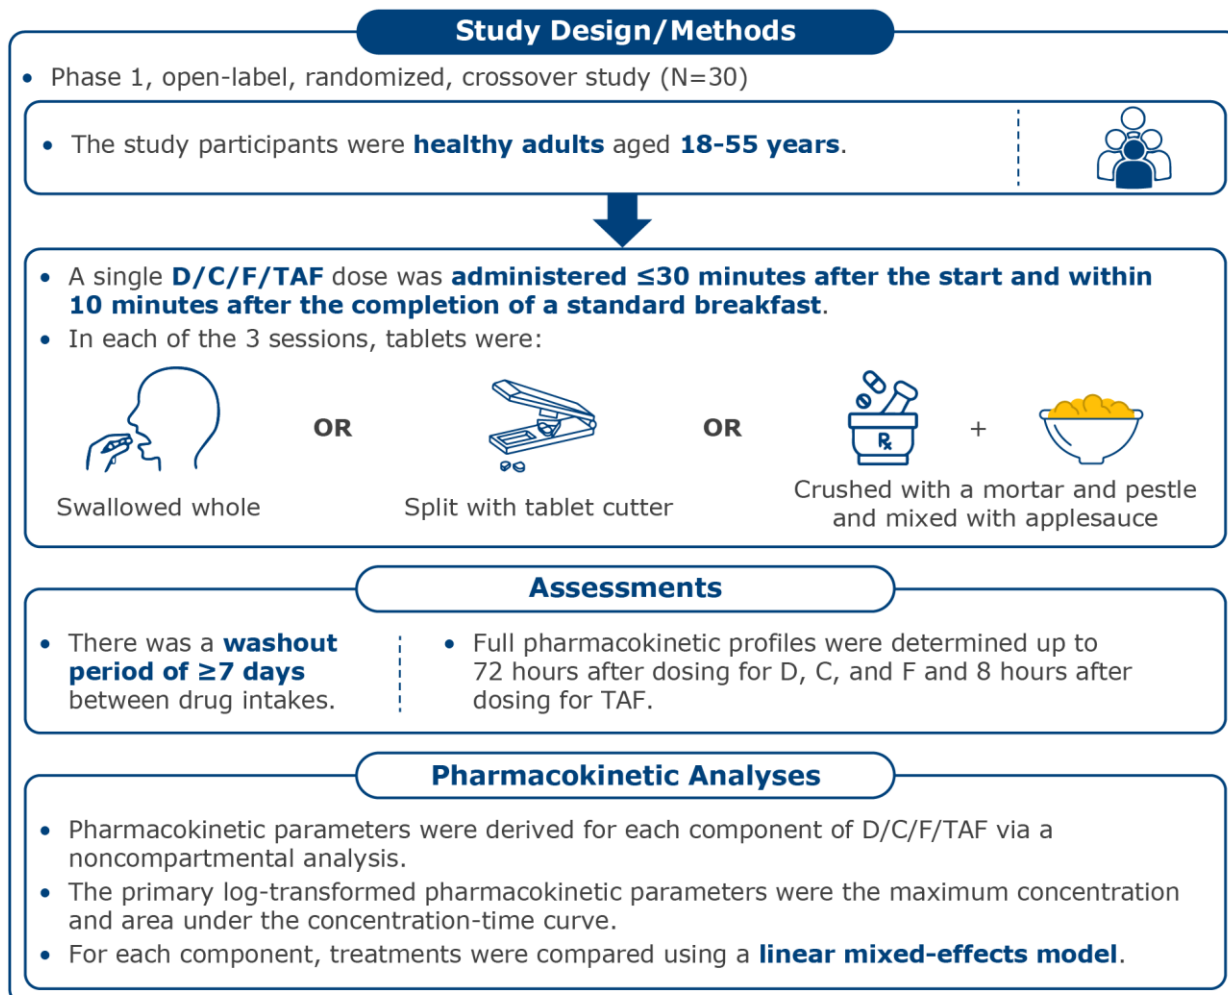 Study Design/Methods
• Phase 1, open-label, randomized, crossover study (N=30)
• The study participants were healthy adults aged 18-55 years.
• A single D/C/F/TAF dose was administered ≤30 minutes after the start and within
10 minutes after the completion of a standard breakfast.
• In each of the 3 sessions, tablets were:
OR
OR
Rx
+
Swallowed whole
Split with tablet cutter
Crushed with a mortar and pestle
and mixed with applesauce
Assessments
• There was a washout
period of ≥7 days
between drug intakes.
• Full pharmacokinetic profiles were determined up to
72 hours after dosing for D, C, and F and 8 hours after
dosing for TAF.
Pharmacokinetic Analyses
• Pharmacokinetic parameters were derived for each component of D/C/F/TAF via a
noncompartmental analysis.
• The primary log-transformed pharmacokinetic parameters were the maximum concentration
and area under the concentration-time curve.
• For each component, treatments were compared using a linear mixed-effects model.